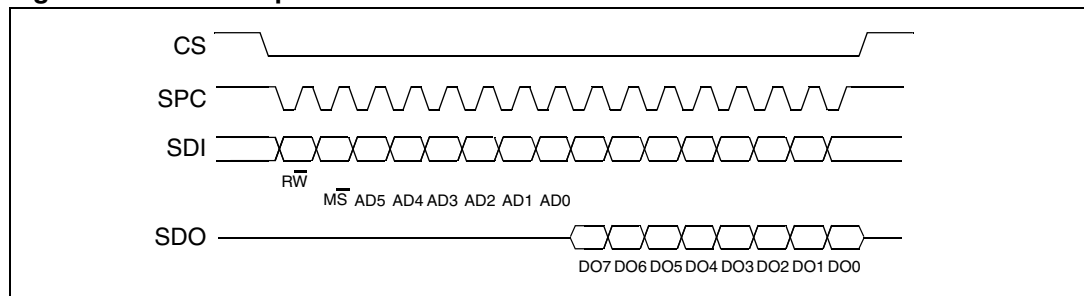 CS
SPC
SDI
RW̅
MS̅ AD5 AD4 AD3 AD2 AD1 AD0
SDO
DO7 DO6 DO5 DO4 DO3 DO2 DO1 DO0